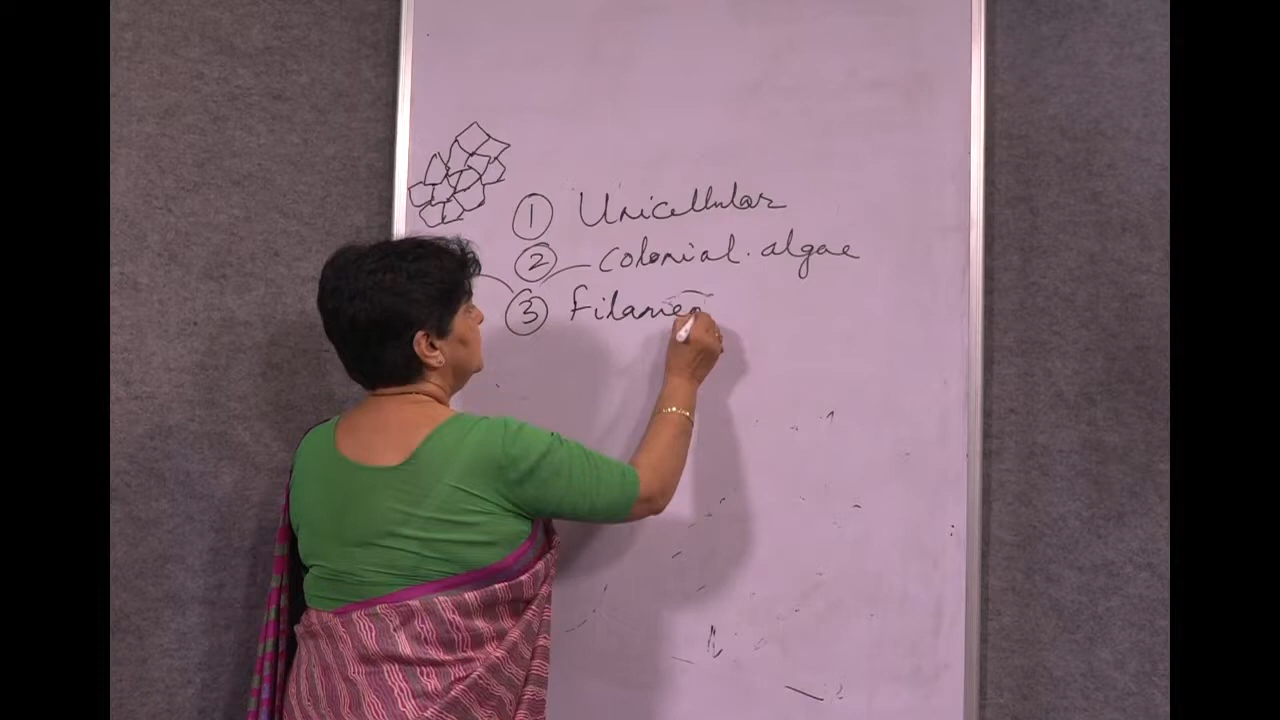 ① Unicellular
② colonial. algae
③ Filamen